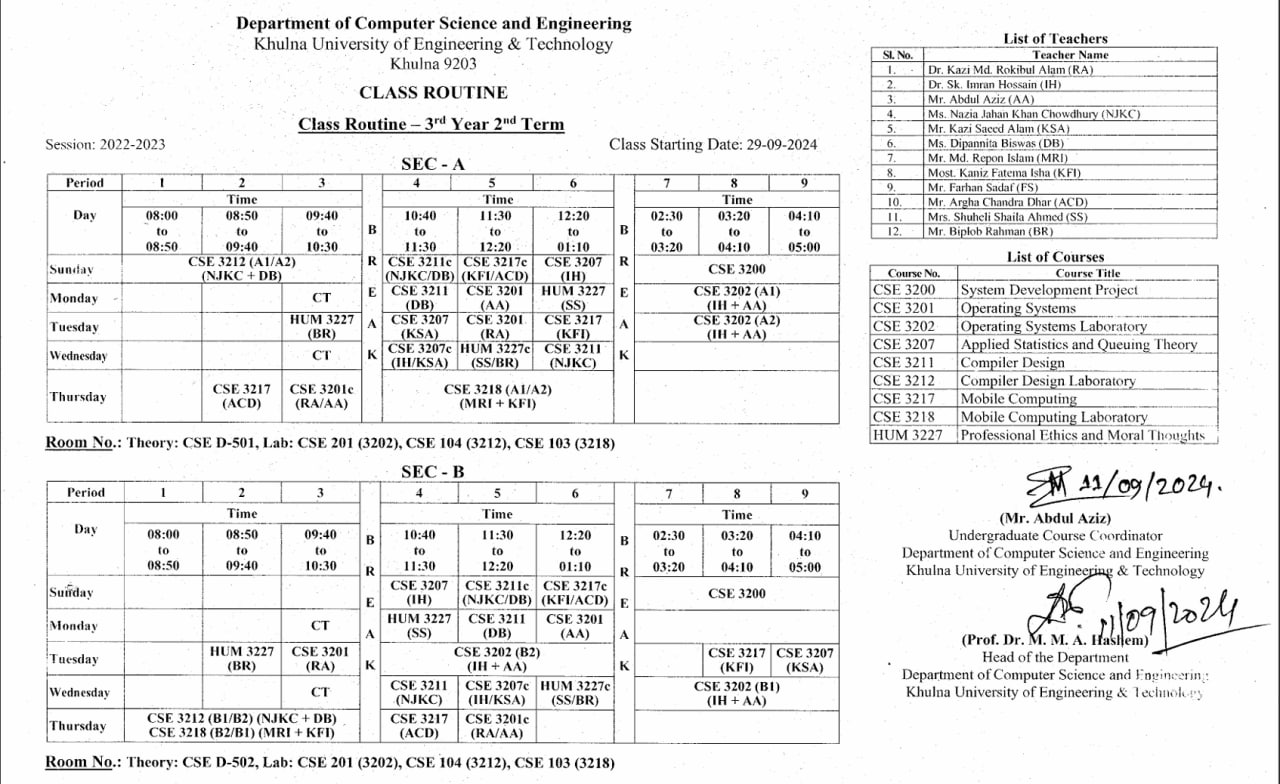 Department of Computer Science and Engineering
Khulna University of Engineering & Technology
Khulna 9203
CLASS ROUTINE
Class Routine – 3rd Year 2nd Term
Session: 2022-2023 Class Starting Date: 29-09-2024
SEC - A
Period 1 2 3 4 5 6 7 8 9
Day Time B Time B Time
08:00 to 08:50 08:50 to 09:40 09:40 to 10:30 R 10:40 to 11:30 11:30 to 12:20 12:20 to 01:10 R 02:30 to 03:20 03:20 to 04:10 04:10 to 05:00
Sunday CSE 3212 (A1/A2) (NJKC + DB) R CSE 3211c (NJKC/DB) CSE 3217c (KFI/ACD) CSE 3207 (IH) R CSE 3200
Monday CT E CSE 3211 (DB) CSE 3201 (AA) HUM 3227 (SS) E CSE 3202 (A1) (IH + AA)
Tuesday HUM 3227 (BR) A CSE 3207 (KSA) CSE 3201 (RA) CSE 3217 (KFI) A CSE 3202 (A2) (IH + AA)
Wednesday CT K CSE 3207c (IH/KSA) HUM 3227c (SS/BR) CSE 3211 (NJKC) K
Thursday CSE 3217 (ACD) CSE 3201c (RA/AA) CSE 3218 (A1/A2) (MRI + KFI)
Room No.: Theory: CSE D-501, Lab: CSE 201 (3202), CSE 104 (3212), CSE 103 (3218)
SEC - B
Period 1 2 3 4 5 6 7 8 9
Day Time B Time B Time
08:00 to 08:50 08:50 to 09:40 09:40 to 10:30 R 10:40 to 11:30 11:30 to 12:20 12:20 to 01:10 R 02:30 to 03:20 03:20 to 04:10 04:10 to 05:00
Sunday E CSE 3207 (IH) CSE 3211c (NJKC/DB) CSE 3217c (KFI/ACD) E CSE 3200
Monday CT A HUM 3227 (SS) CSE 3211 (DB) CSE 3201 (AA) A
Tuesday HUM 3227 (BR) CSE 3201 (RA) K CSE 3202 (B2) (IH + AA) K CSE 3217 (KFI) CSE 3207 (KSA)
Wednesday CT CSE 3211 (NJKC) CSE 3207c (IH/KSA) HUM 3227c (SS/BR) CSE 3202 (B1) (IH + AA)
Thursday CSE 3212 (B1/B2) (NJKC + DB) CSE 3218 (B2/B1) (MRI + KFI) CSE 3217 (ACD) CSE 3201c (RA/AA)
Room No.: Theory: CSE D-502, Lab: CSE 201 (3202), CSE 104 (3212), CSE 103 (3218)
List of Teachers
Sl. No. Teacher Name
1. Dr. Kazi Md. Rokibul Alam (RA)
2. Dr. Sk. Imran Hossain (IH)
3. Mr. Abdul Aziz (AA)
4. Ms. Nazia Jahan Khan Chowdhury (NJKC)
5. Mr. Kazi Saeed Alam (KSA)
6. Ms. Dipannita Biswas (DB)
7. Mr. Md. Repon Islam (MRI)
8. Most. Kaniz Fatema Isha (KFI)
9. Mr. Farhan Sadaf (FS)
10. Mr. Argha Chandra Dhar (ACD)
11. Mrs. Shuheli Shaila Ahmed (SS)
12. Mr. Biplob Rahman (BR)
List of Courses
Course No. Course Title
CSE 3200 System Development Project
CSE 3201 Operating Systems
CSE 3202 Operating Systems Laboratory
CSE 3207 Applied Statistics and Queuing Theory
CSE 3211 Compiler Design
CSE 3212 Compiler Design Laboratory
CSE 3217 Mobile Computing
CSE 3218 Mobile Computing Laboratory
HUM 3227 Professional Ethics and Moral Thoughts
11/09/2024.
(Mr. Abdul Aziz)
Undergraduate Course Coordinator
Department of Computer Science and Engineering
Khulna University of Engineering & Technology
11/09/2024
(Prof. Dr. M. M. A. Hashem)
Head of the Department
Department of Computer Science and Engineering
Khulna University of Engineering & Technology